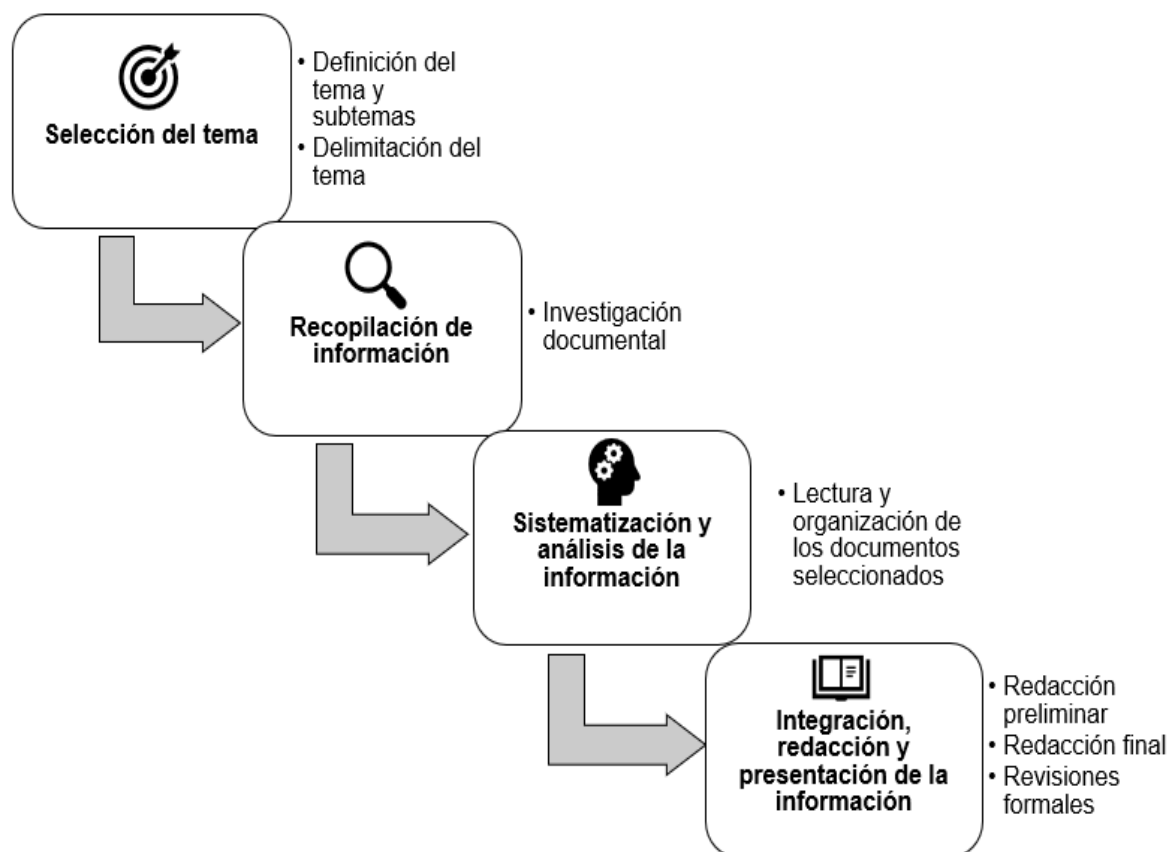 Selección del tema
• Definición del
tema y
subtemas
• Delimitación del
tema
Recopilación de
información
• Investigación
documental
Sistematización y
análisis de la
información
• Lectura y
organización de
los documentos
seleccionados
Integración,
redacción y
presentación de la
información
• Redacción
preliminar
• Redacción final
• Revisiones
formales